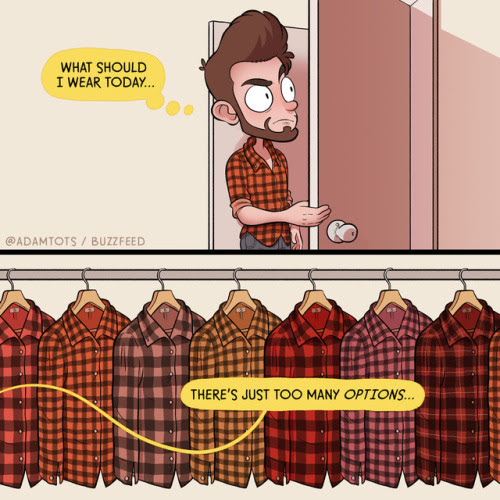 WHAT SHOULD
I WEAR TODAY...
@ADAMTOTS / BUZZFEED
THERE'S JUST TOO MANY OPTIONS...